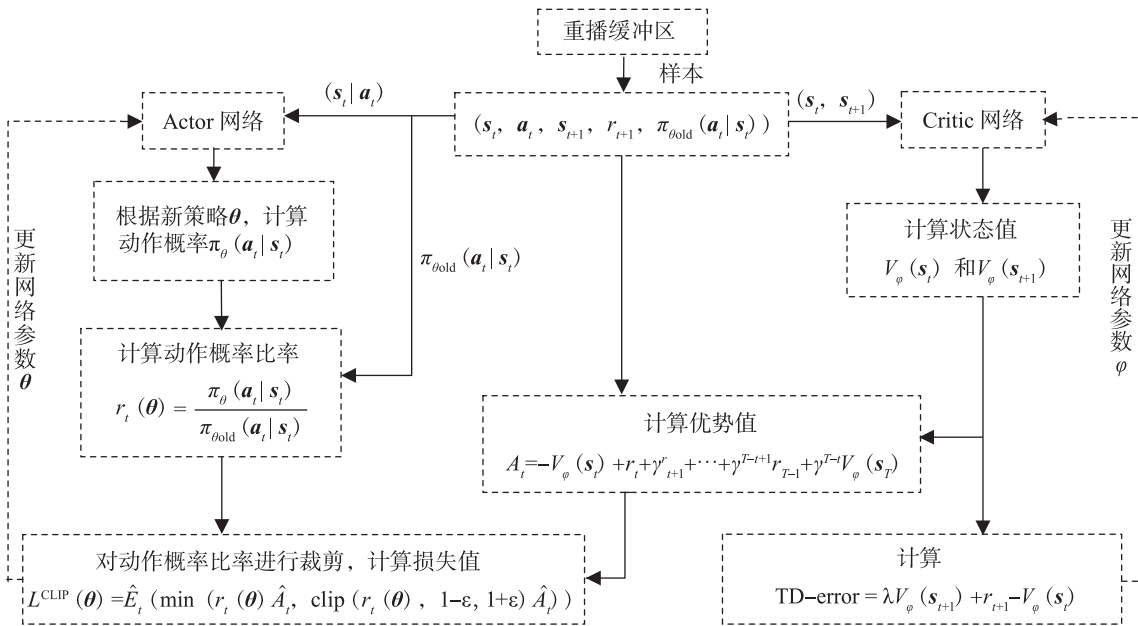 重播缓冲区
样本
(s_t | a_t)
(s_t, a_t, s_{t+1}, r_{t+1}, π_{θold}(a_t | s_t))
(s_t, s_{t+1})
Actor 网络
Critic 网络
根据新策略θ，计算
动作概率π_θ(a_t | s_t)
π_{θold}(a_t | s_t)
计算状态值
V_φ(s_t) 和V_φ(s_{t+1})
更新网络参数θ
更新网络参数φ
计算动作概率比率
r_t(θ) = π_θ(a_t | s_t) / π_{θold}(a_t | s_t)
计算优势值
A_t=−V_φ(s_t)+r_t+γ^r_{t+1}+⋯+γ^{T−t+1}r_{T−1}+γ^{T−t}V_φ(s_T)
对动作概率比率进行裁剪，计算损失值
L^{CLIP}(θ)=Ê_t(min (r_t(θ)Â_t, clip(r_t(θ), 1−ε, 1+ε)Â_t))
计算
TD−error = λV_φ(s_{t+1})+r_{t+1}−V_φ(s_t)